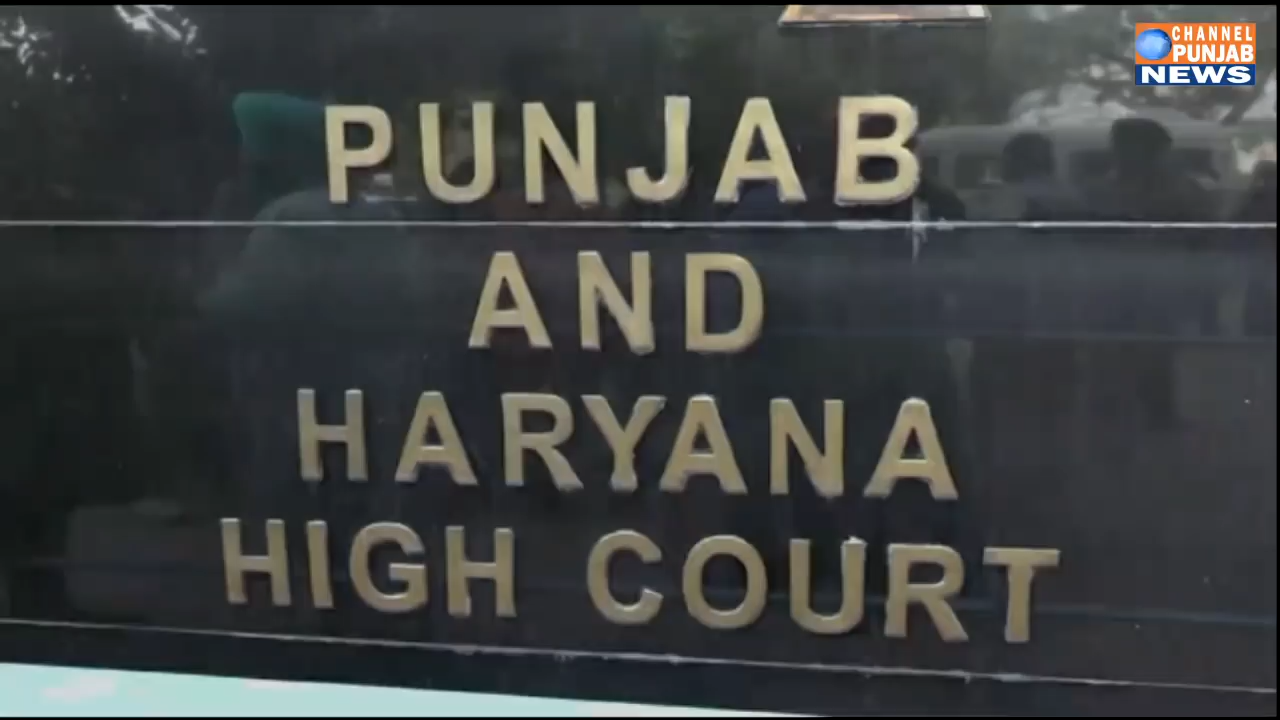 CHANNEL
PUNJAB
NEWS
PUNJAB
AND
HARYANA
HIGH COURT